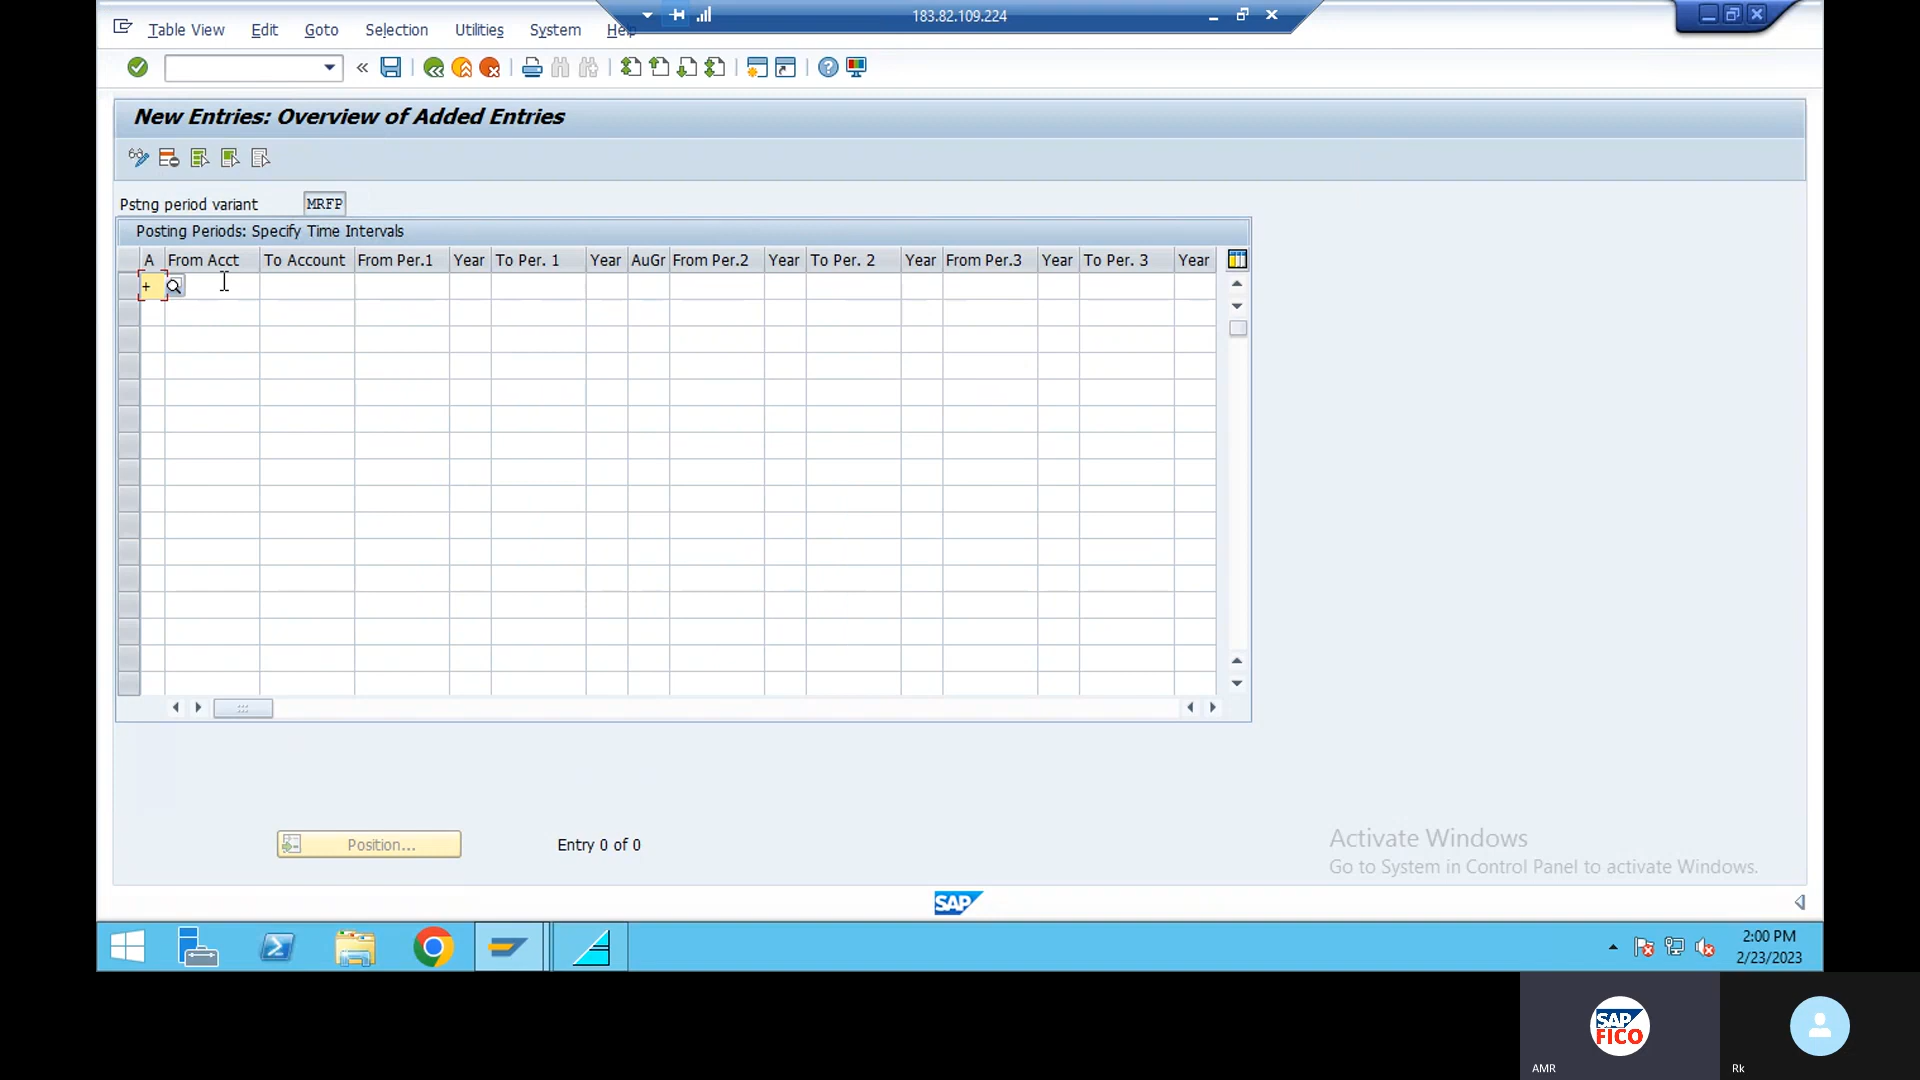 183.82.109.224
Table View Edit Goto Selection Utilities System Help
New Entries: Overview of Added Entries
Pstng period variant MRFP
Posting Periods: Specify Time Intervals
A From Acct To Account From Per.1 Year To Per. 1 Year AuGr From Per.2 Year To Per. 2 Year From Per.3 Year To Per. 3 Year
+
Position... Entry 0 of 0
Activate Windows
Go to System in Control Panel to activate Windows.
SAP
2:00 PM
2/23/2023
SAP
FICO
AMR Rk